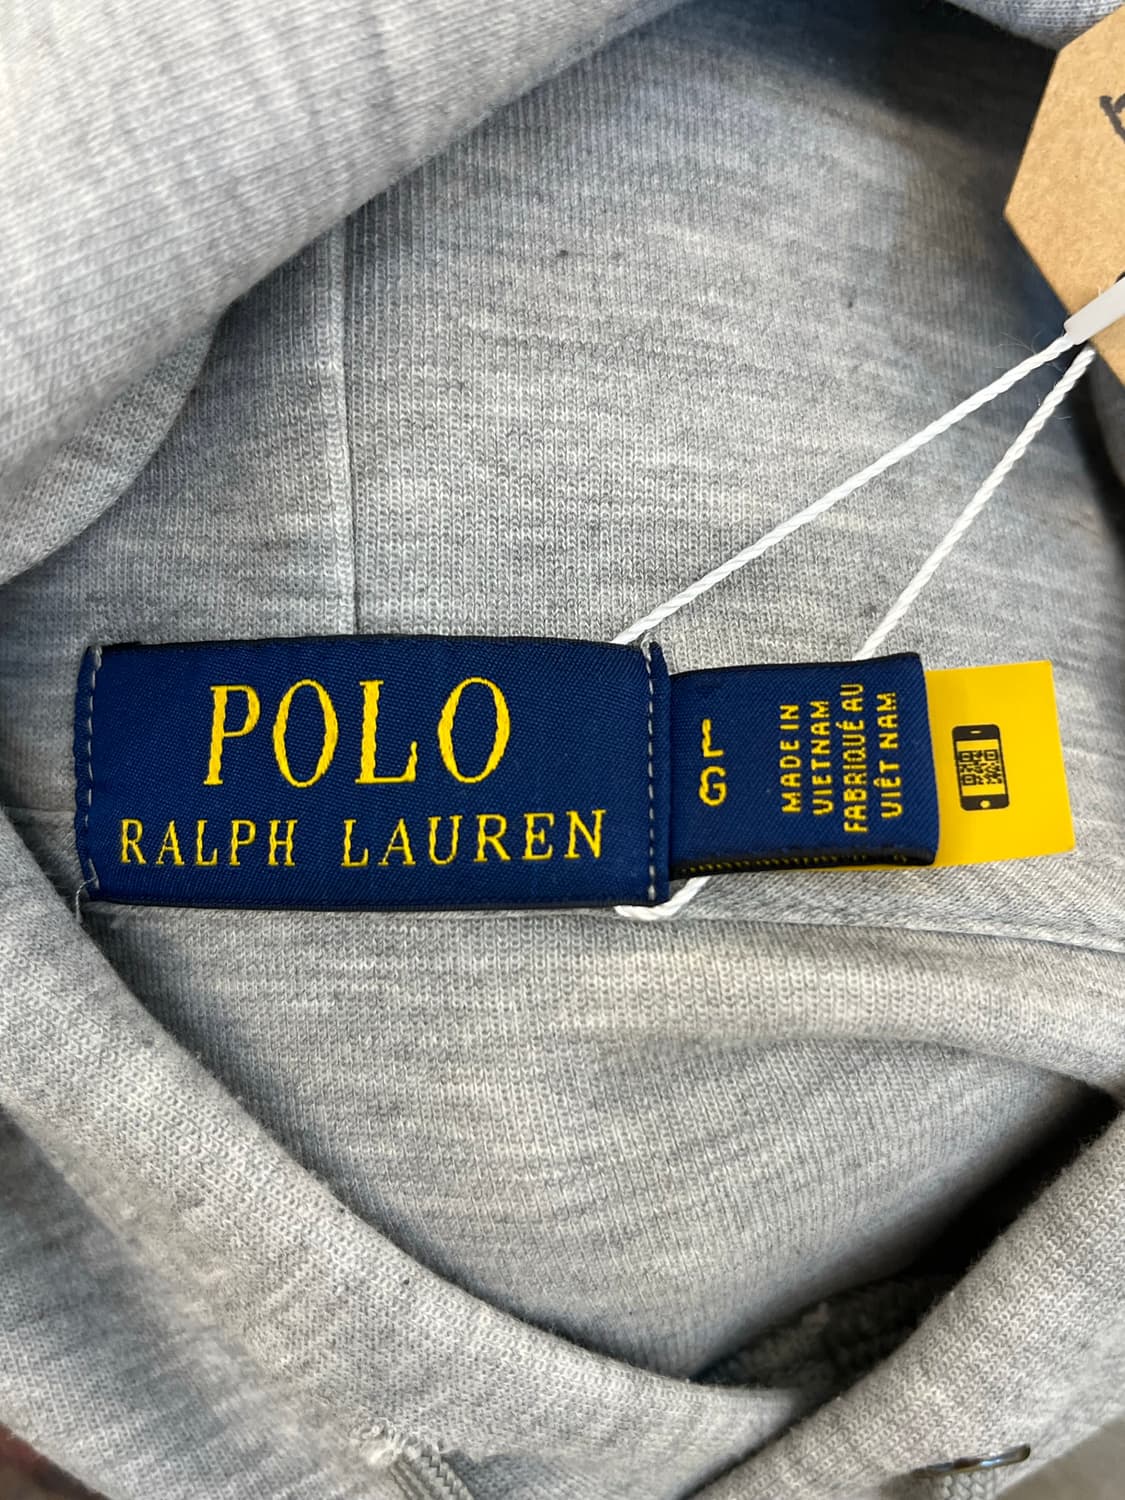 POLO
RALPH LAUREN
L
G
MADE IN
VIETNAM
FABRIQUÉ AU
VIÊT NAM